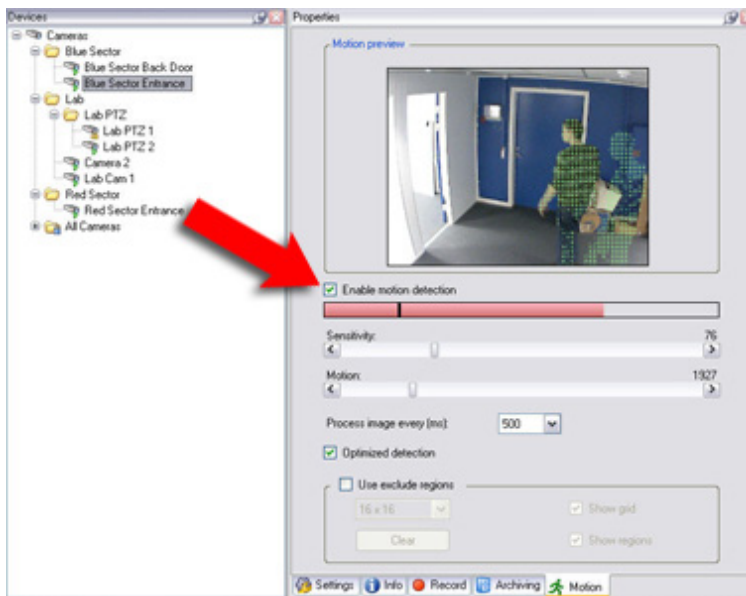 Devices
Cameras
Blue Sector
Blue Sector Back Door
Blue Sector Entrance
Lab
Lab PTZ
Lab PTZ 1
Lab PTZ 2
Camera 2
Lab Cam 1
Red Sector
Red Sector Entrance
All Cameras
Properties
Motion preview
Enable motion detection
Sensitivity: 76
Motion: 1927
Process image every (ms): 500
Optimized detection
Use exclude regions
16 x 16 Show grid
Clear Show regions
Settings Info Record Archiving Motion